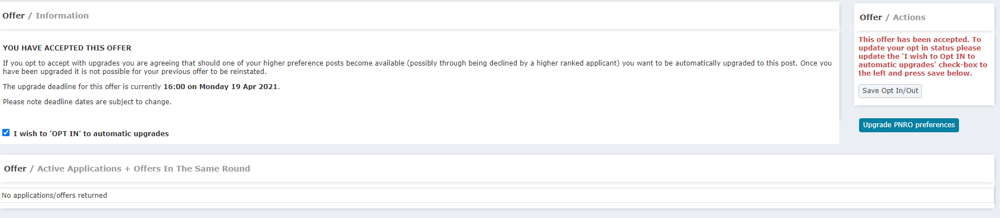 Offer / Information
YOU HAVE ACCEPTED THIS OFFER
If you opt to accept with upgrades you are agreeing that should one of your higher preference posts become available (possibly through being declined by a higher ranked applicant) you want to be automatically upgraded to this post. Once you
have been upgraded it is not possible for your previous offer to be reinstated.
The upgrade deadline for this offer is currently 16:00 on Monday 19 Apr 2021.
Please note deadline dates are subject to change.
I wish to 'OPT IN' to automatic upgrades
Offer / Actions
This offer has been accepted. To
update your opt in status please
update the 'I wish to Opt IN to
automatic upgrades' check-box to
the left and press save below.
Save Opt In/Out
Upgrade PNRO preferences
Offer / Active Applications + Offers In The Same Round
No applications/offers returned